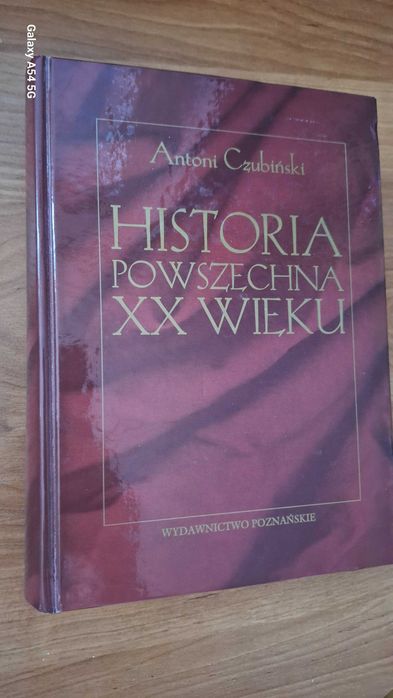 Galaxy A54 5G
Antoni Czubiński
HISTORIA
POWSZECHNA
XX WIEKU
WYDAWNICTWO POZNAŃSKIE